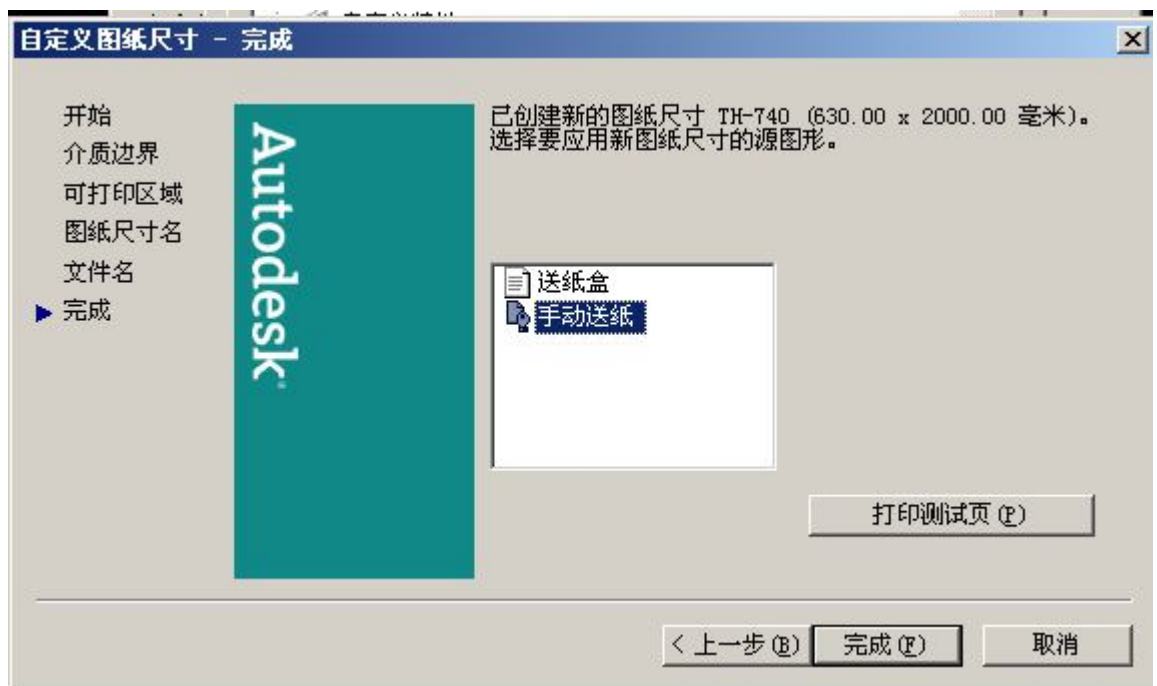 自定义图纸尺寸 - 完成
开始
介质边界
可打印区域
图纸尺寸名
文件名
完成
Autodesk
已创建新的图纸尺寸 TH-740 (630.00 x 2000.00 毫米)。
选择要应用新图纸尺寸的源图形。
送纸盒
手动送纸
打印测试页(P)
< 上一步(B)
完成(F)
取消